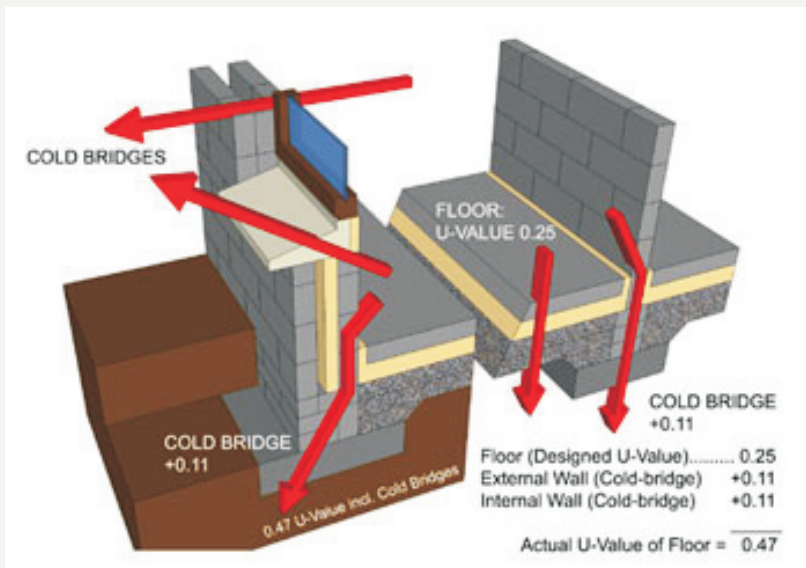 COLD BRIDGES
FLOOR:
U-VALUE 0.25
COLD BRIDGE
+0.11
COLD BRIDGE
+0.11
0.47 U-Value incl. Cold Bridges
Floor (Designed U-Value)......... 0.25
External Wall (Cold-bridge) +0.11
Internal Wall (Cold-bridge) +0.11
Actual U-Value of Floor = 0.47